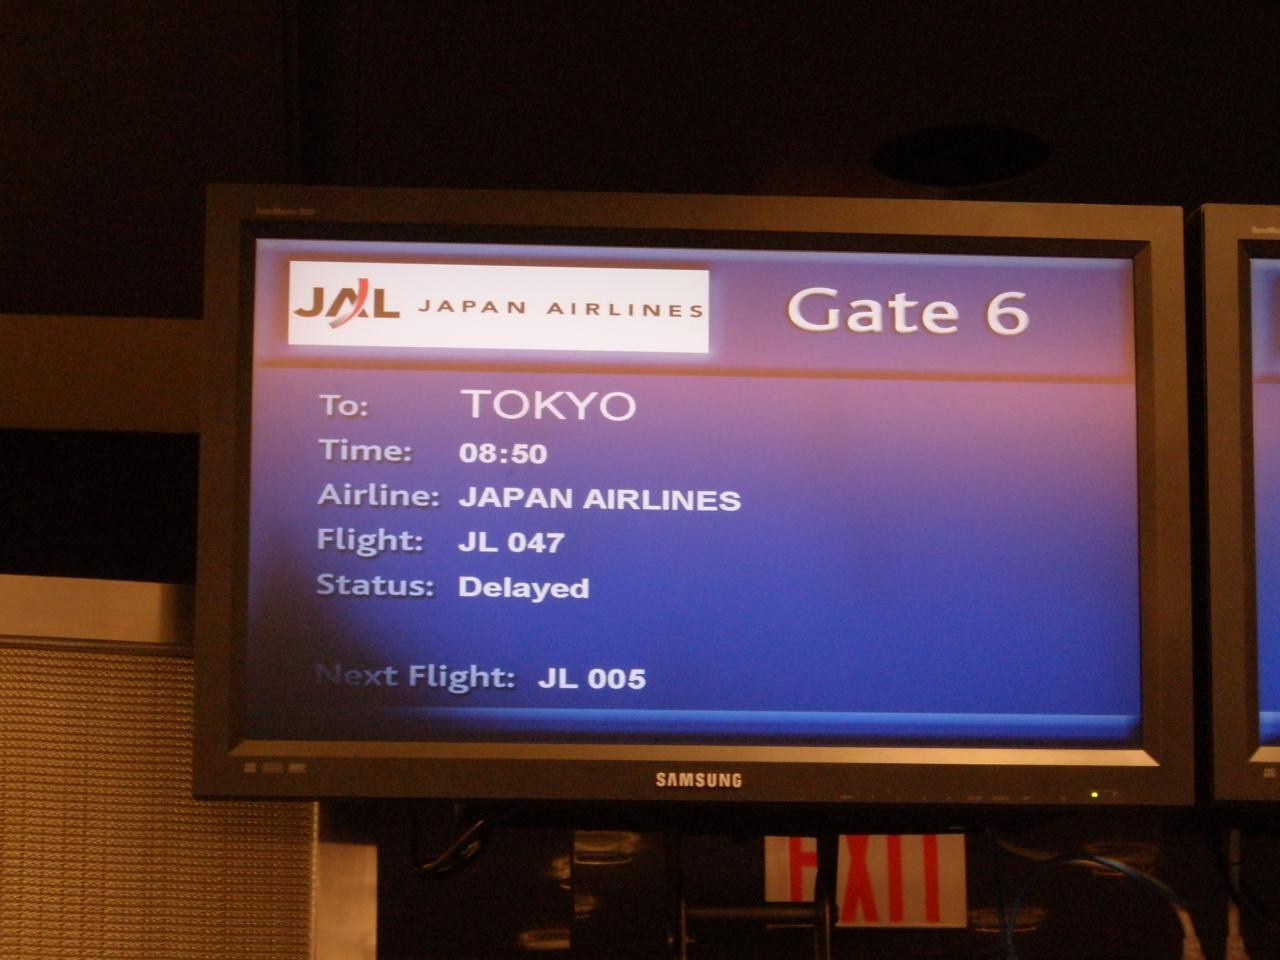 JAL JAPAN AIRLINES
Gate 6
To: TOKYO
Time: 08:50
Airline: JAPAN AIRLINES
Flight: JL 047
Status: Delayed
Next Flight: JL 005
SAMSUNG
EXIT